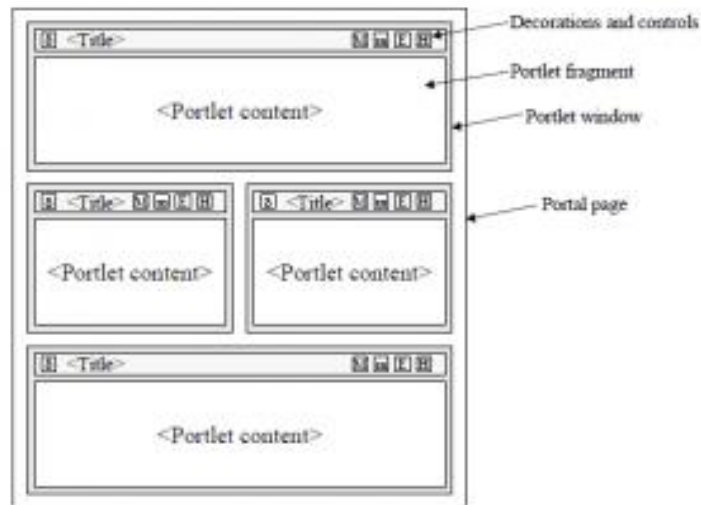 <Title> M m E H
Decorations and controls
Portlet fragment
<Portlet content>
Portlet window
<Title> M m E H
<Title> M m E H
Portal page
<Portlet content>
<Portlet content>
<Title> M m E H
<Portlet content>